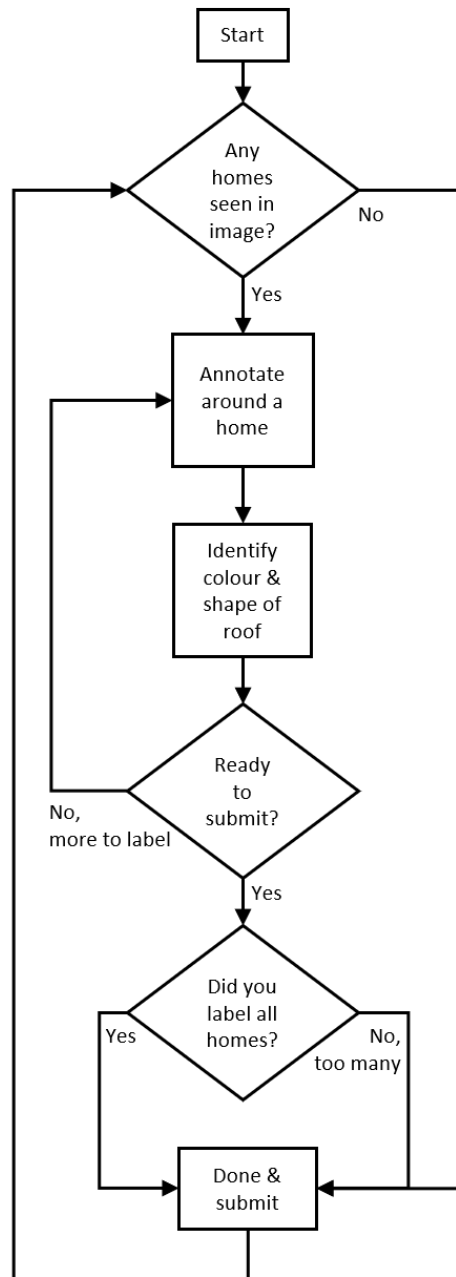 Start
Any
homes
seen in
image?
No
Yes
Annotate
around a
home
Identify
colour &
shape of
roof
Ready
to
submit?
No,
more to label
Yes
Did you
label all
homes?
Yes
No,
too many
Done &
submit